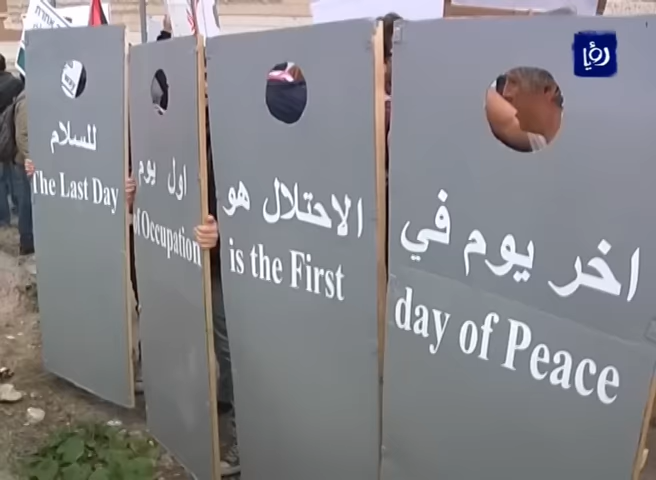 رؤيا
اخر يوم في الاحتلال هو اول يوم للسلام
The Last Day of Occupation is the First day of Peace